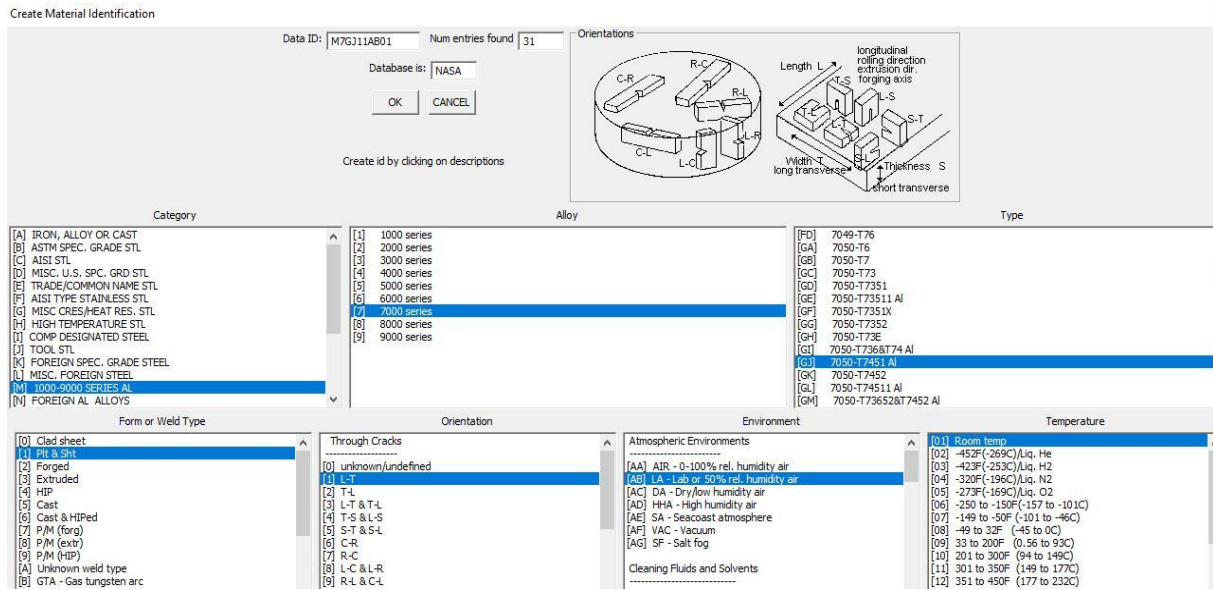 Create Material Identification
Data ID: M7GJ11AB01 Num entries found 31
Database is: NASA
OK CANCEL
Create id by clicking on descriptions
Orientations
C-R
R-C
R-L
C-L
L-C
L-R
Length L
longitudinal
rolling direction
extrusion dir.
forging axis
T-S
L-S
T-L
L-T
S-T
S-L
Width T
long transverse
Thickness S
short transverse
Category
[A] IRON, ALLOY OR CAST
[B] ASTM SPEC. GRADE STL
[C] AISI STL
[D] MISC. U.S. SPC. GRD STL
[E] TRADE/COMMON NAME STL
[F] AISI TYPE STAINLESS STL
[G] MISC CRES/HEAT RES. STL
[H] HIGH TEMPERATURE STL
[I] COMP DESIGNATED STEEL
[J] TOOL STL
[K] FOREIGN SPEC. GRADE STEEL
[L] MISC. FOREIGN STEEL
[M] 1000-9000 SERIES AL
[N] FOREIGN AL ALLOYS
Alloy
[1] 1000 series
[2] 2000 series
[3] 3000 series
[4] 4000 series
[5] 5000 series
[6] 6000 series
[7] 7000 series
[8] 8000 series
[9] 9000 series
Type
[FD] 7049-T76
[GA] 7050-T6
[GB] 7050-T7
[GC] 7050-T73
[GD] 7050-T7351
[GE] 7050-T73511 Al
[GF] 7050-T7351X
[GG] 7050-T7352
[GH] 7050-T73E
[GI] 7050-T736&T74 Al
[GJ] 7050-T7451 Al
[GK] 7050-T7452
[GL] 7050-T74511 Al
[GM] 7050-T73652&T7452 Al
Form or Weld Type
[0] Clad sheet
[1] Plt & Sht
[2] Forged
[3] Extruded
[4] HIP
[5] Cast
[6] Cast & HIPed
[7] P/M (forg)
[8] P/M (extr)
[9] P/M (HIP)
[A] Unknown weld type
[B] GTA - Gas tungsten arc
Orientation
Through Cracks
-------------------
[0] unknown/undefined
[1] L-T
[2] T-L
[3] L-T & T-L
[4] T-S & L-S
[5] S-T & S-L
[6] C-R
[7] R-C
[8] L-C & L-R
[9] R-L & C-L
Environment
Atmospheric Environments
------------------------
[AA] AIR - 0-100% rel. humidity air
[AB] LA - Lab or 50% rel. humidity air
[AC] DA - Dry/low humidity air
[AD] HHA - High humidity air
[AE] SA - Seacoast atmosphere
[AF] VAC - Vacuum
[AG] SF - Salt fog
Cleaning Fluids and Solvents
----------------------------
Temperature
[01] Room temp
[02] -452F(-269C)/Liq. He
[03] -423F(-253C)/Liq. H2
[04] -320F(-196C)/Liq. N2
[05] -273F(-169C)/Liq. O2
[06] -250 to -150F(-157 to -101C)
[07] -149 to -50F (-101 to -46C)
[08] -49 to 32F (-45 to 0C)
[09] 33 to 200F (0.56 to 93C)
[10] 201 to 300F (94 to 149C)
[11] 301 to 350F (149 to 177C)
[12] 351 to 450F (177 to 232C)